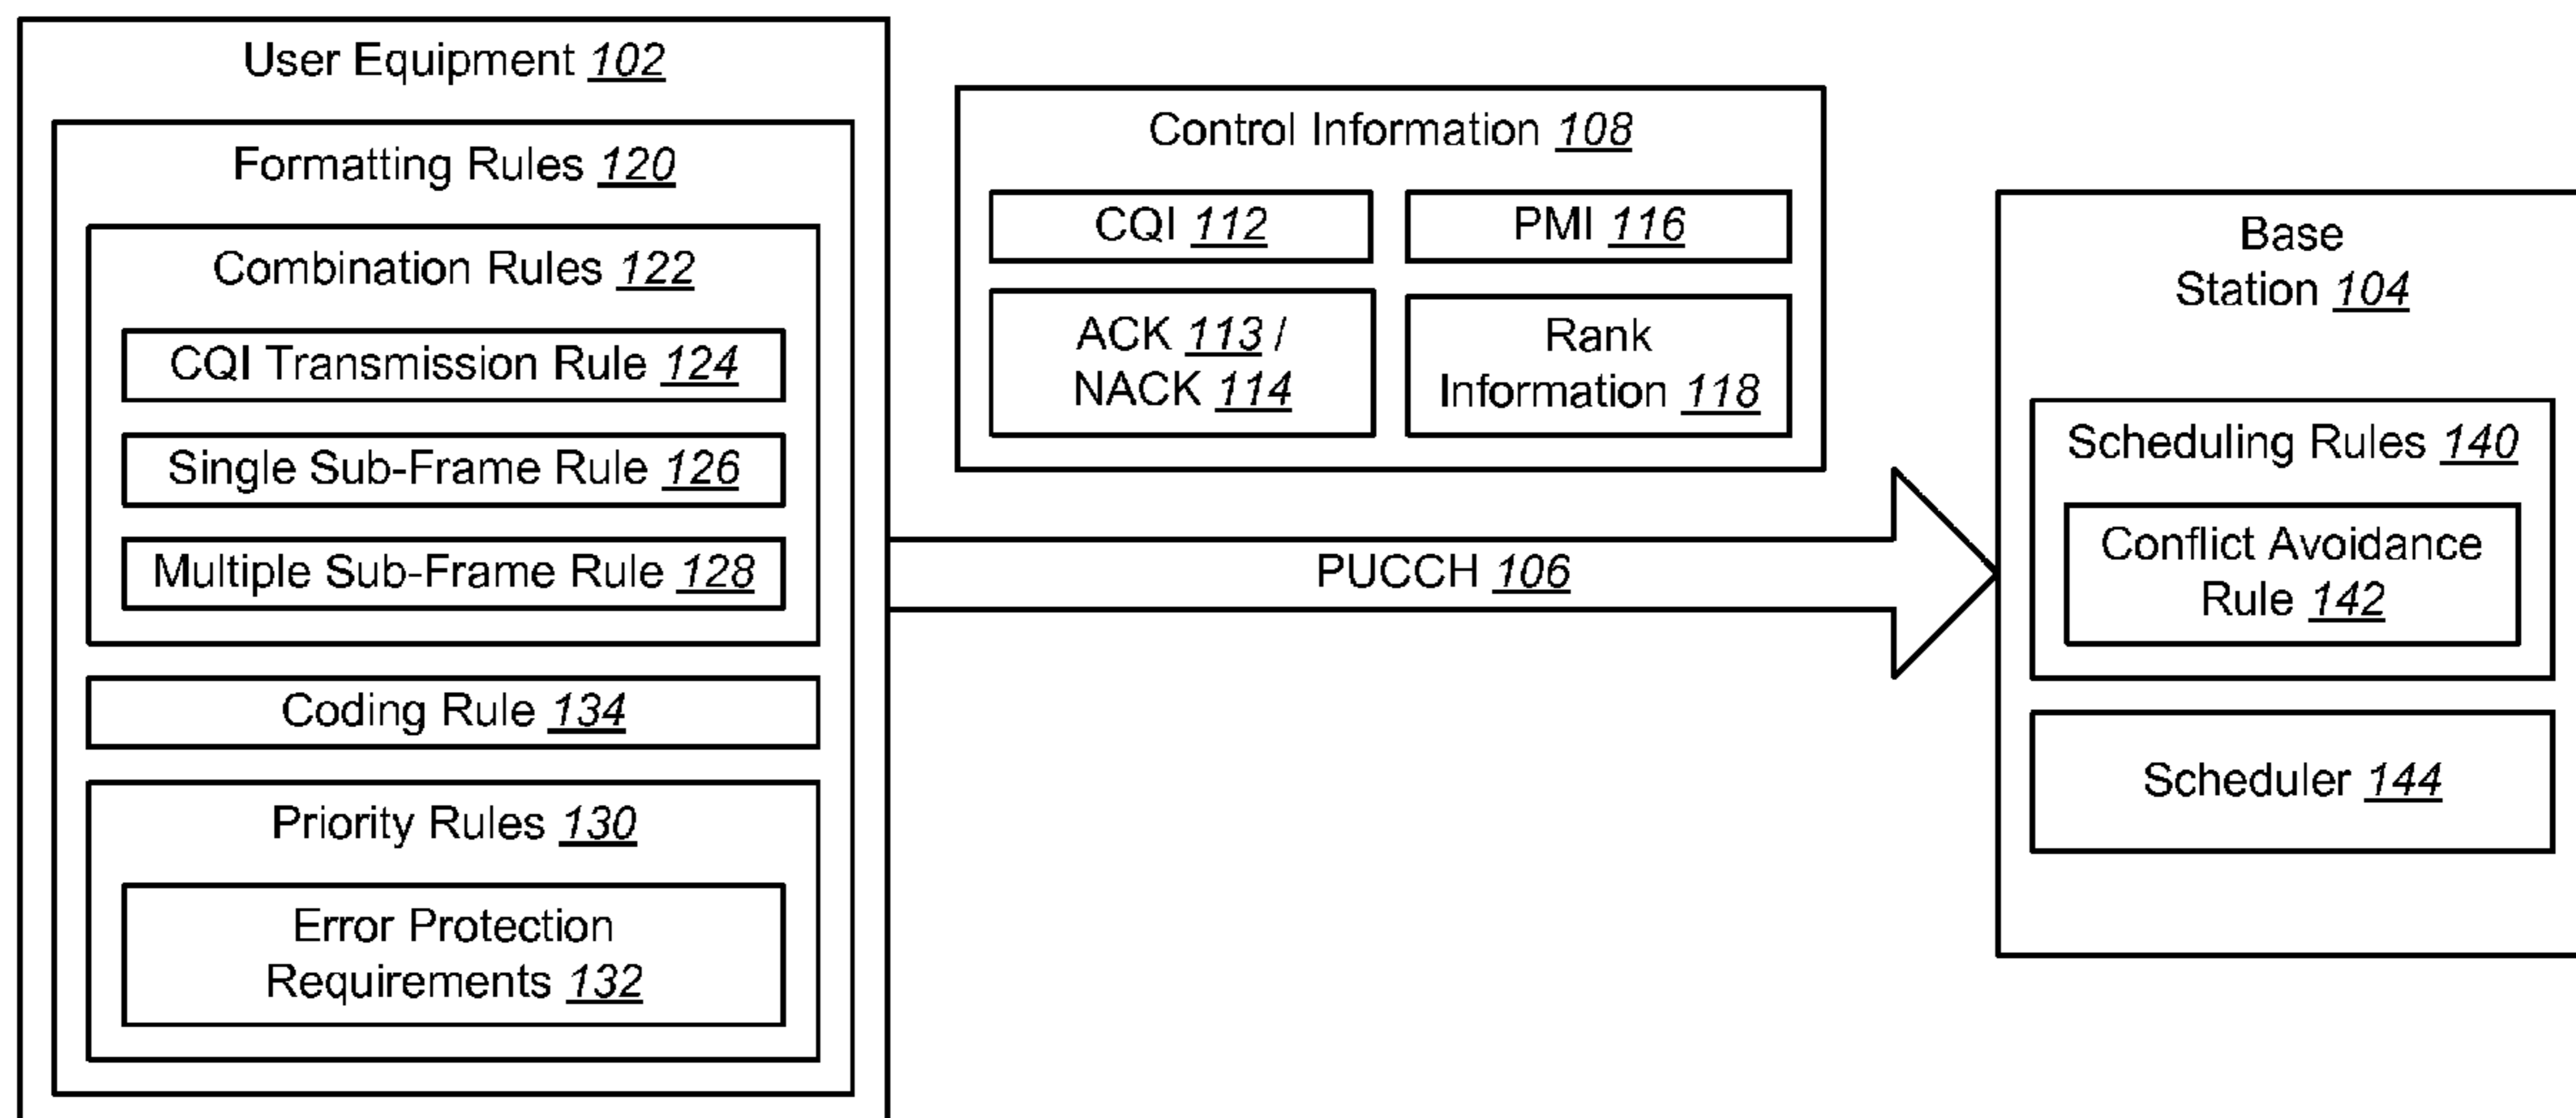 User Equipment 102
Formatting Rules 120
Combination Rules 122
CQI Transmission Rule 124
Single Sub-Frame Rule 126
Multiple Sub-Frame Rule 128
Coding Rule 134
Priority Rules 130
Error Protection
Requirements 132
Control Information 108
CQI 112
PMI 116
ACK 113 /
NACK 114
Rank
Information 118
PUCCH 106
Base
Station 104
Scheduling Rules 140
Conflict Avoidance
Rule 142
Scheduler 144